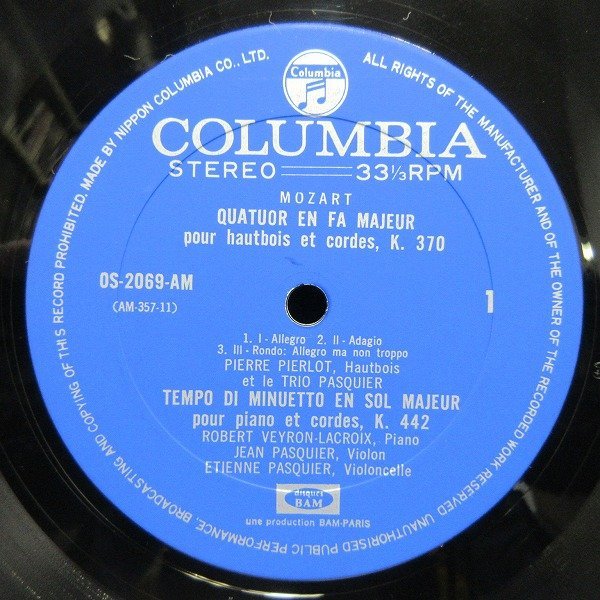 ALL RIGHTS OF THE MANUFACTURER AND OF THE OWNER OF THE RECORDED WORK RESERVED UNAUTHORISED PUBLIC PERFORMANCE, BROADCASTING AND COPYING OF THIS RECORD PROHIBITED. MADE BY NIPPON COLUMBIA CO., LTD.
Columbia
COLUMBIA
STEREO 33⅓ RPM
MOZART
QUATUOR EN FA MAJEUR
pour hautbois et cordes, K. 370
OS-2069-AM
(AM-357-11)
1
1. I - Allegro 2. II - Adagio
3. III - Rondo: Allegro ma non troppo
PIERRE PIERLOT, Hautbois
et le TRIO PASQUIER
TEMPO DI MINUETTO EN SOL MAJEUR
pour piano et cordes, K. 442
ROBERT VEYRON-LACROIX, Piano
JEAN PASQUIER, Violon
ETIENNE PASQUIER, Violoncelle
disques
BAM
une production BAM-PARIS